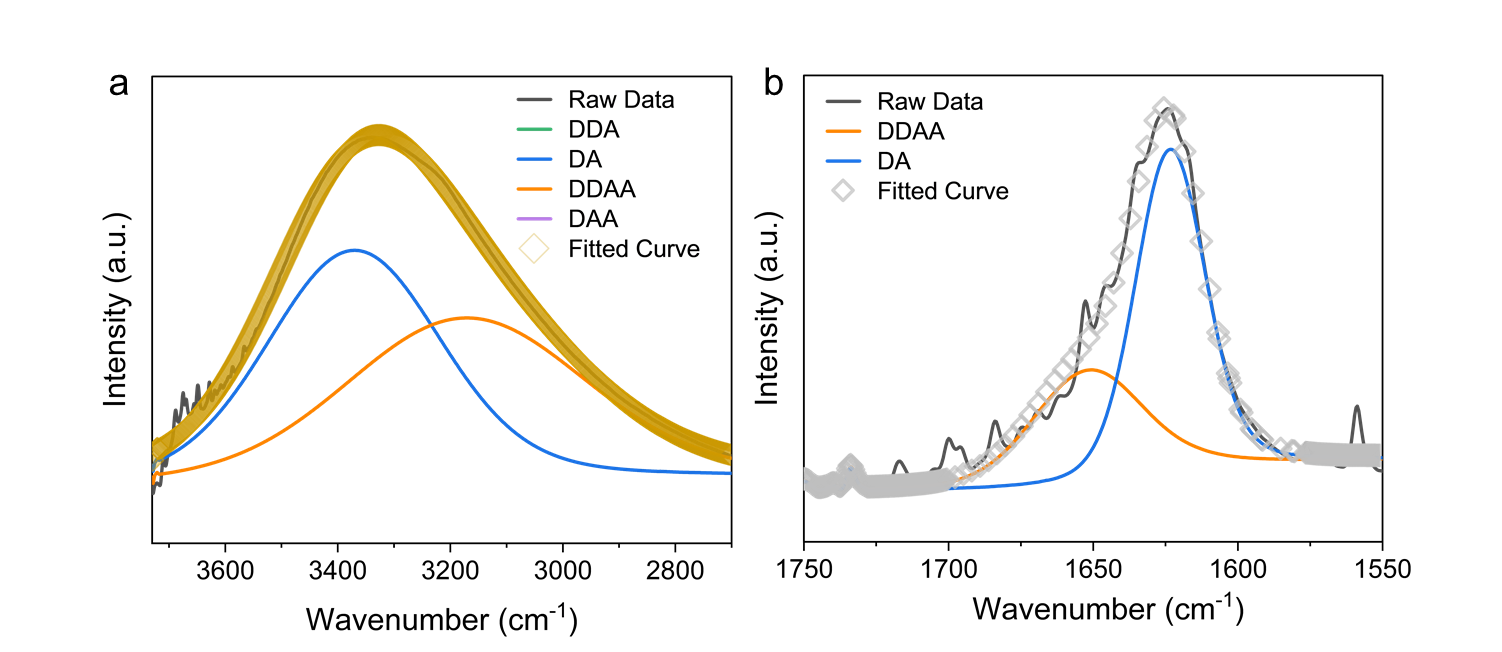 a
Raw Data
DDA
DA
DDAA
DAA
Fitted Curve
Intensity (a.u.)
3600 3400 3200 3000 2800
Wavenumber (cm⁻¹)
b
Raw Data
DDAA
DA
Fitted Curve
Intensity (a.u.)
1750 1700 1650 1600 1550
Wavenumber (cm⁻¹)